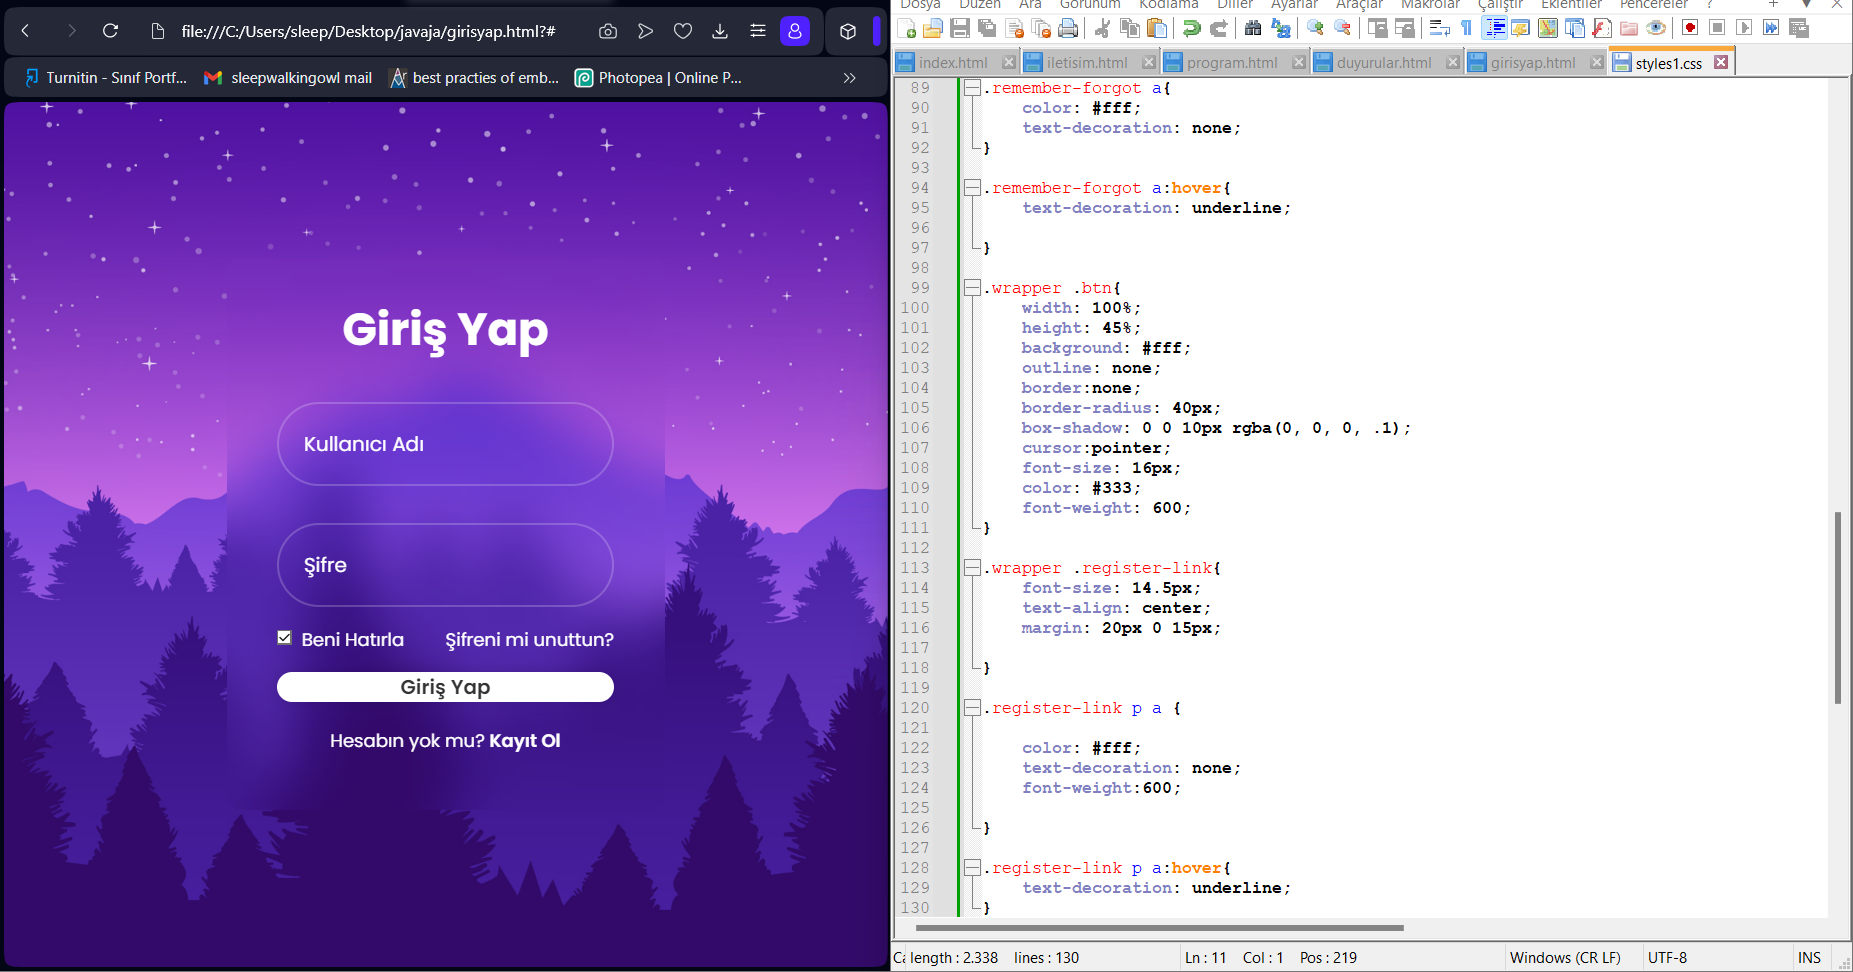 file:///C:/Users/sleep/Desktop/javaja/girisyap.html?#
Turnitin - Sınıf Portf...
sleepwalkingowl mail
best practies of emb...
Photopea | Online P...
Giriş Yap
Kullanıcı Adı
Şifre
Beni Hatırla Şifreni mi unuttun?
Giriş Yap
Hesabın yok mu? Kayıt Ol
Dosya Düzen Ara Görünüm Kodlama Diller Ayarlar Araçlar Makrolar Çalıştır Eklentiler Pencereler ?
index.html iletisim.html program.html duyurular.html girisyap.html styles1.css
89 .remember-forgot a{
90 color: #fff;
91 text-decoration: none;
92 }
93
94 .remember-forgot a:hover{
95 text-decoration: underline;
96
97 }
98
99 .wrapper .btn{
100 width: 100%;
101 height: 45%;
102 background: #fff;
103 outline: none;
104 border:none;
105 border-radius: 40px;
106 box-shadow: 0 0 10px rgba(0, 0, 0, .1);
107 cursor:pointer;
108 font-size: 16px;
109 color: #333;
110 font-weight: 600;
111 }
112
113 .wrapper .register-link{
114 font-size: 14.5px;
115 text-align: center;
116 margin: 20px 0 15px;
117
118 }
119
120 .register-link p a {
121
122 color: #fff;
123 text-decoration: none;
124 font-weight:600;
125
126 }
127
128 .register-link p a:hover{
129 text-decoration: underline;
130 }
length : 2.338 lines : 130 Ln : 11 Col : 1 Pos : 219 Windows (CR LF) UTF-8 INS